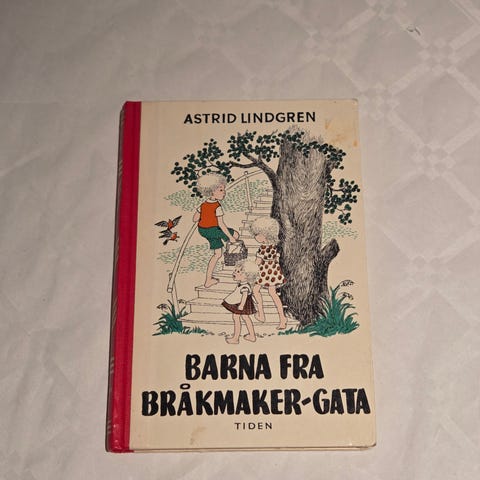 ASTRID LINDGREN
BARNA FRA
BRÅKMAKER-GATA
TIDEN